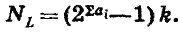 N_L = (2^{Σa_i} − 1) k.